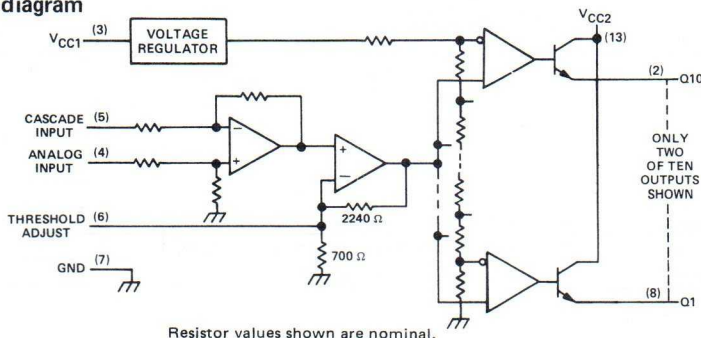 diagram
VCC1
(3)
VOLTAGE
REGULATOR
VCC2
(13)
(2)
Q10
CASCADE
INPUT
(5)
ANALOG
INPUT
(4)
ONLY
TWO
OF TEN
OUTPUTS
SHOWN
−
+
+
−
THRESHOLD
ADJUST
(6)
2240 Ω
700 Ω
GND
(7)
(8)
Q1
Resistor values shown are nominal.